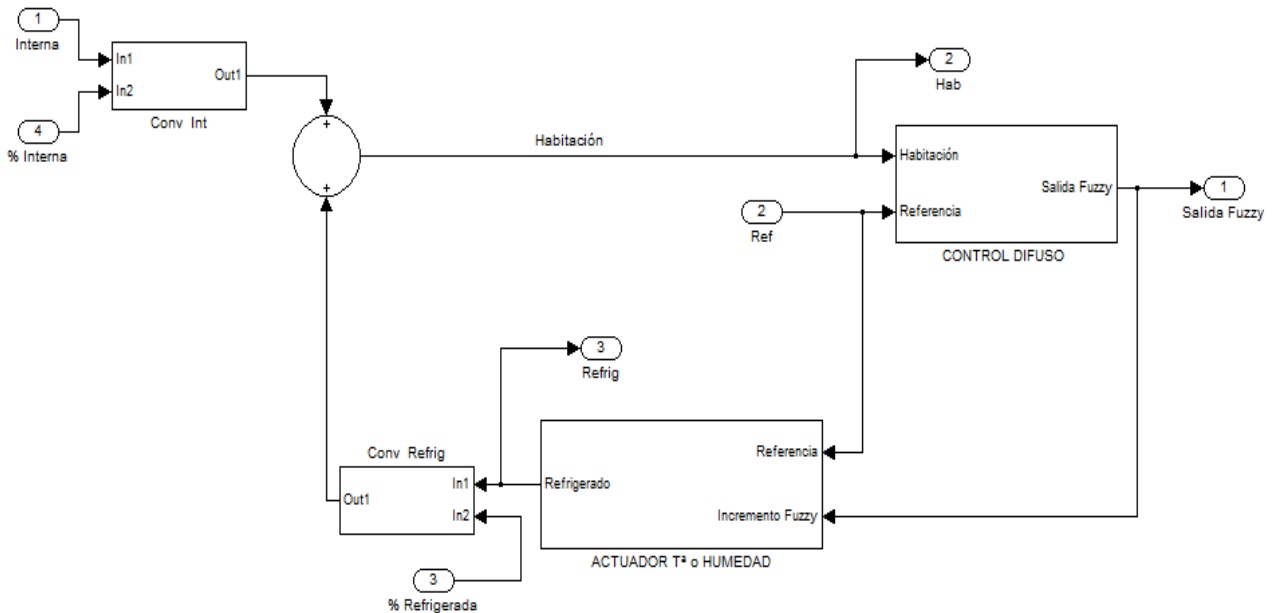 1
Interna
In1
In2
Out1
Conv Int
4
% Interna
+
+
Habitación
2
Hab
Habitación
Referencia
Salida Fuzzy
CONTROL DIFUSO
1
Salida Fuzzy
2
Ref
3
Refrig
Conv Refrig
Out1
In1
In2
Refrigerado
Referencia
Incremento Fuzzy
ACTUADOR Tª o HUMEDAD
3
% Refrigerada